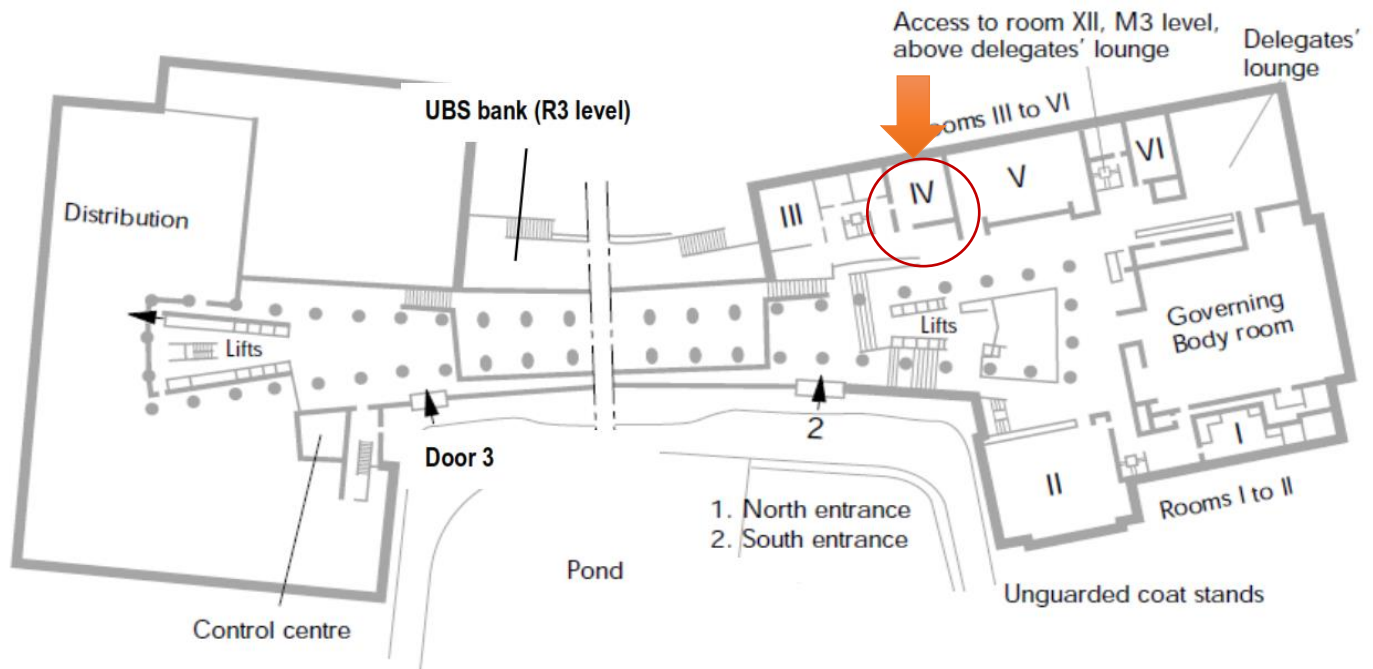 Access to room XII, M3 level,
above delegates' lounge
Delegates'
lounge
UBS bank (R3 level)
ooms III to VI
VI
V
IV
III
Distribution
Governing
Body room
Lifts
Lifts
Door 3
2
I
II
Rooms I to II
1. North entrance
2. South entrance
Pond
Unguarded coat stands
Control centre